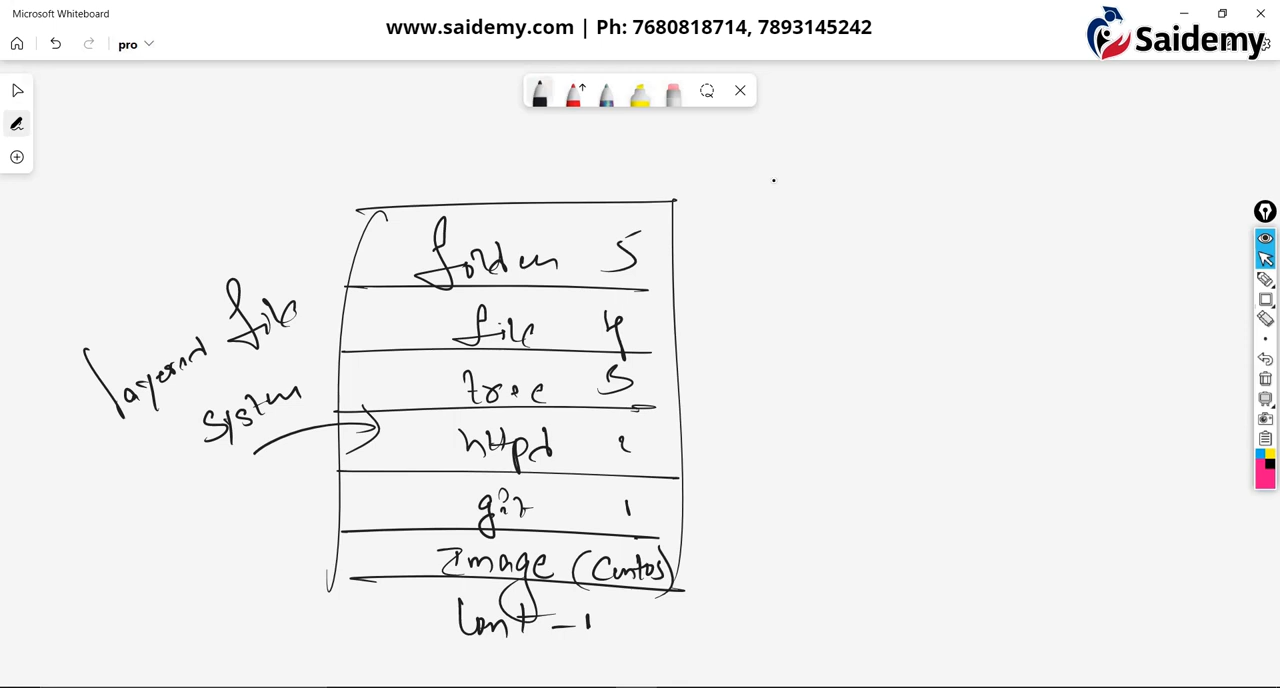 Microsoft Whiteboard
www.saidemy.com | Ph: 7680818714, 7893145242
Saidemy
pro
folder 5
file 4
tree 3
httpd 2
git 1
Image (Centos)
Cont - 1
layered file
system